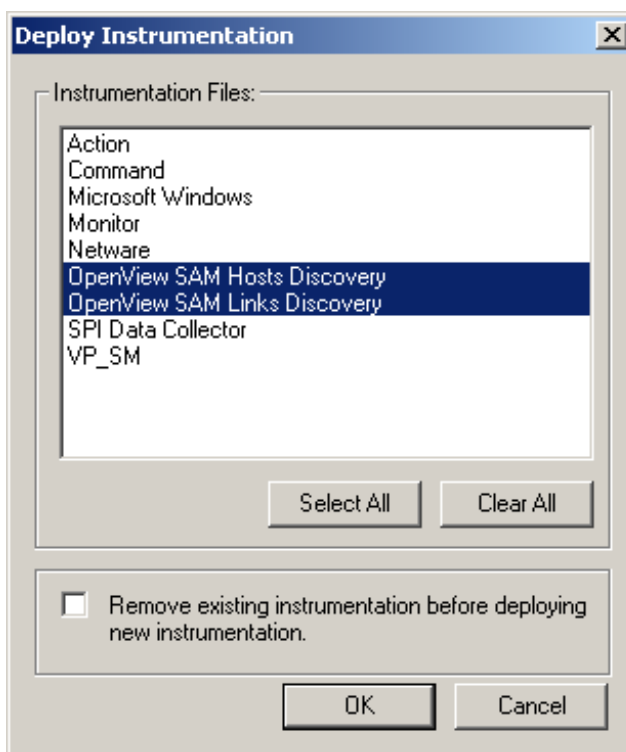 Deploy Instrumentation
Instrumentation Files:
Action
Command
Microsoft Windows
Monitor
Netware
OpenView SAM Hosts Discovery
OpenView SAM Links Discovery
SPI Data Collector
VP_SM
Select All
Clear All
Remove existing instrumentation before deploying
new instrumentation.
OK
Cancel